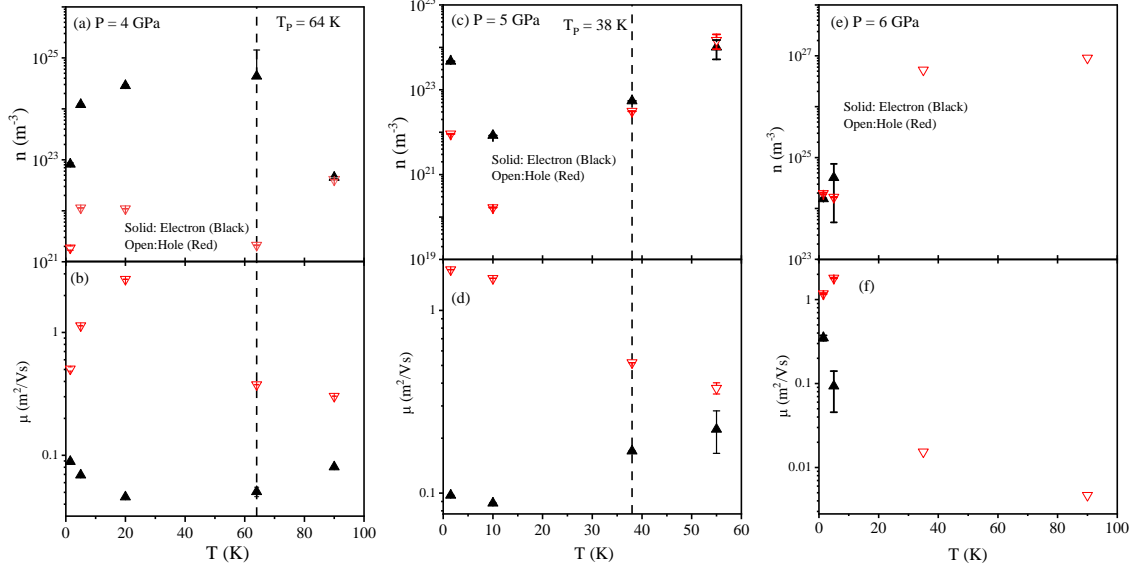 (a) P = 4 GPa
T_P = 64 K
10^25
10^23
10^21
n (m^-3)
Solid: Electron (Black)
Open:Hole (Red)
(b)
1
0.1
μ (m^2/Vs)
0 20 40 60 80 100
T (K)
(c) P = 5 GPa
T_P = 38 K
10^25
10^23
10^21
10^19
n (m^-3)
Solid: Electron (Black)
Open:Hole (Red)
(d)
1
0.1
μ (m^2/Vs)
0 10 20 30 40 50 60
T (K)
(e) P = 6 GPa
10^27
10^25
10^23
n (m^-3)
Solid: Electron (Black)
Open:Hole (Red)
(f)
1
0.1
0.01
μ (m^2/Vs)
0 20 40 60 80 100
T (K)